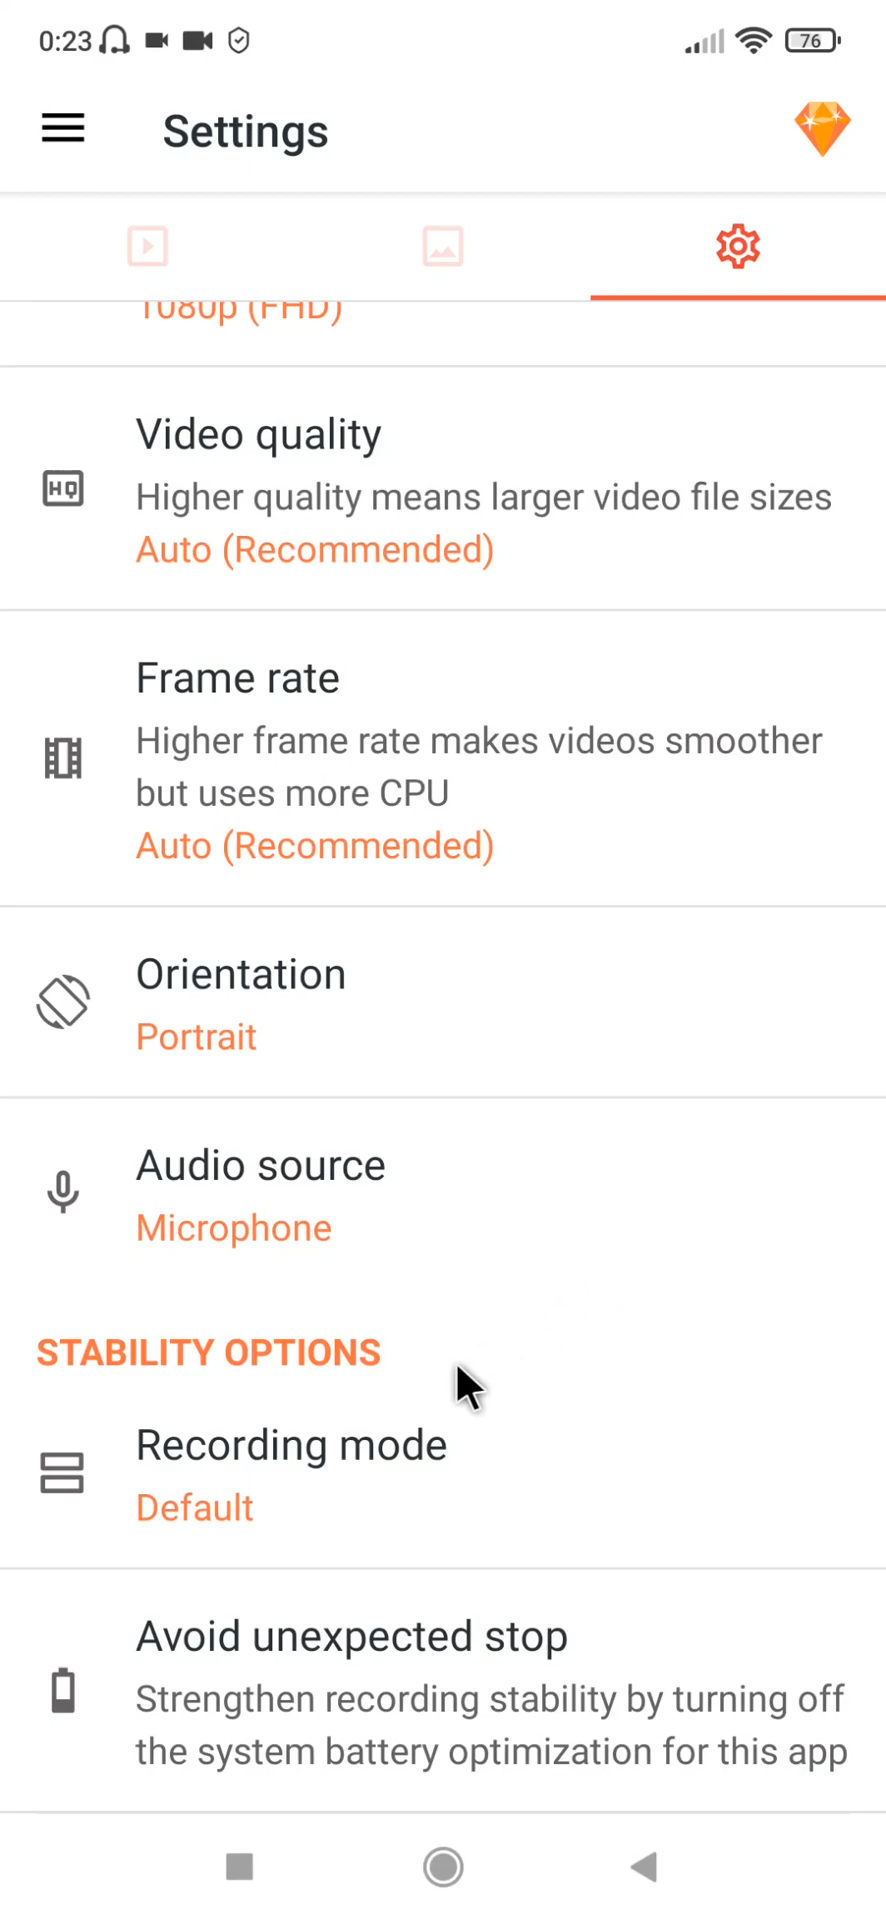 0:23
76
Settings
1080p (FHD)
Video quality
HQ
Higher quality means larger video file sizes
Auto (Recommended)
Frame rate
Higher frame rate makes videos smoother
but uses more CPU
Auto (Recommended)
Orientation
Portrait
Audio source
Microphone
STABILITY OPTIONS
Recording mode
Default
Avoid unexpected stop
Strengthen recording stability by turning off
the system battery optimization for this app